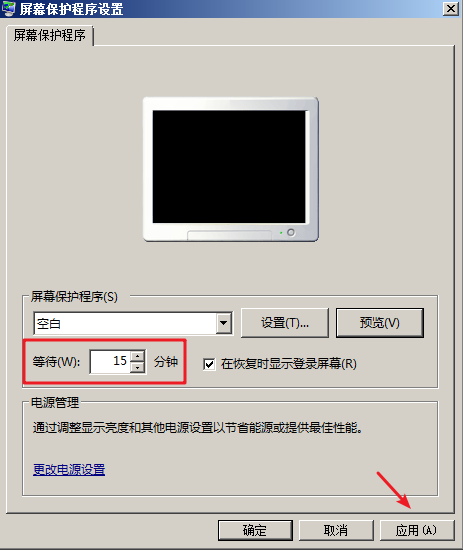 屏幕保护程序设置
屏幕保护程序
屏幕保护程序(S)
空白 设置(T)... 预览(V)
等待(W): 15 分钟 在恢复时显示登录屏幕(R)
电源管理
通过调整显示亮度和其他电源设置以节省能源或提供最佳性能。
更改电源设置
确定 取消 应用(A)